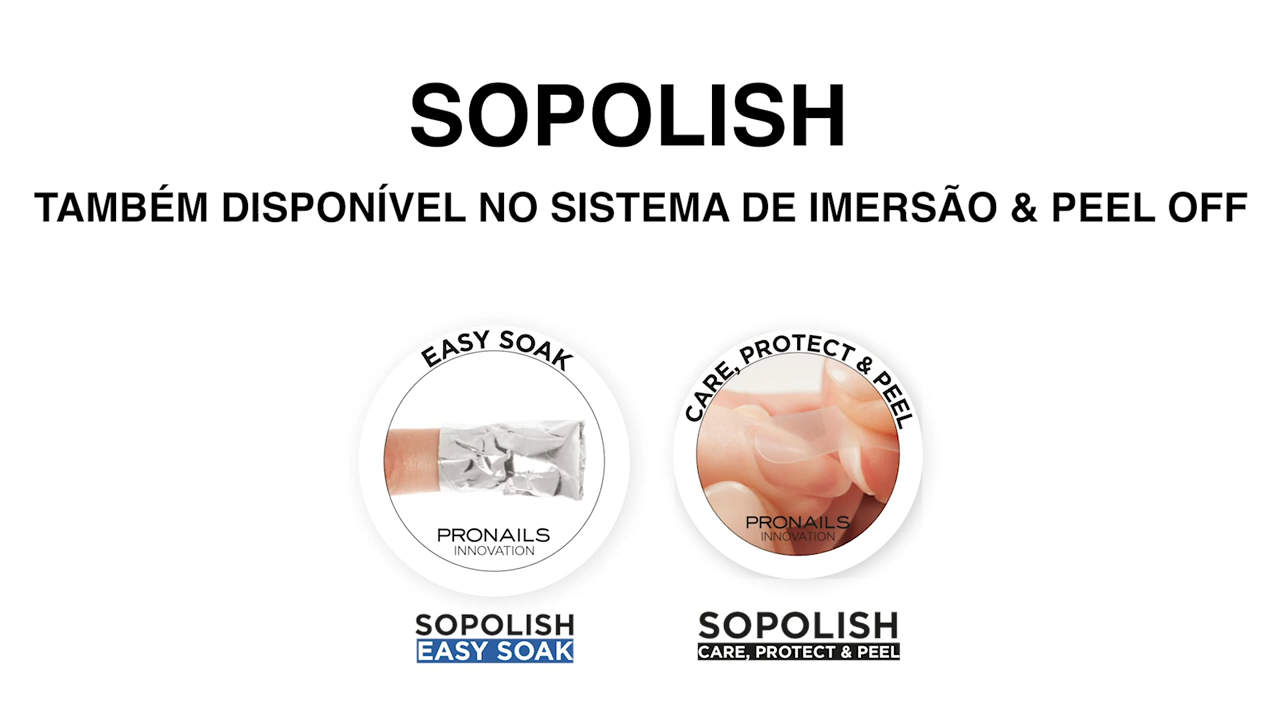 SOPOLISH
TAMBÉM DISPONÍVEL NO SISTEMA DE IMERSÃO & PEEL OFF
EASY SOAK
PRONAILS
INNOVATION
SOPOLISH
EASY SOAK
CARE, PROTECT & PEEL
PRONAILS
INNOVATION
SOPOLISH
CARE, PROTECT & PEEL